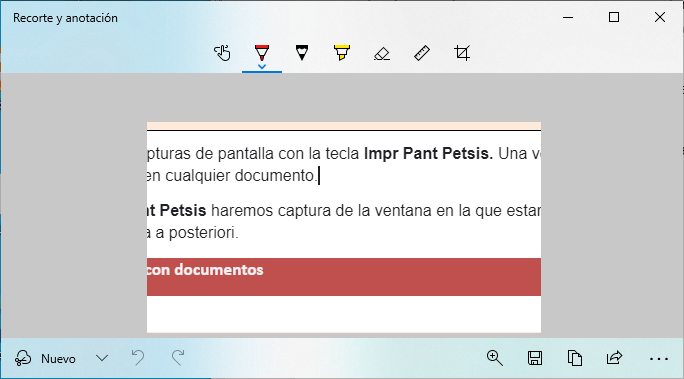 Recorte y anotación
pturas de pantalla con la tecla Impr Pant Petsis. Una v
en cualquier documento.
nt Petsis haremos captura de la ventana en la que estar
a a posteriori.
con documentos
Nuevo